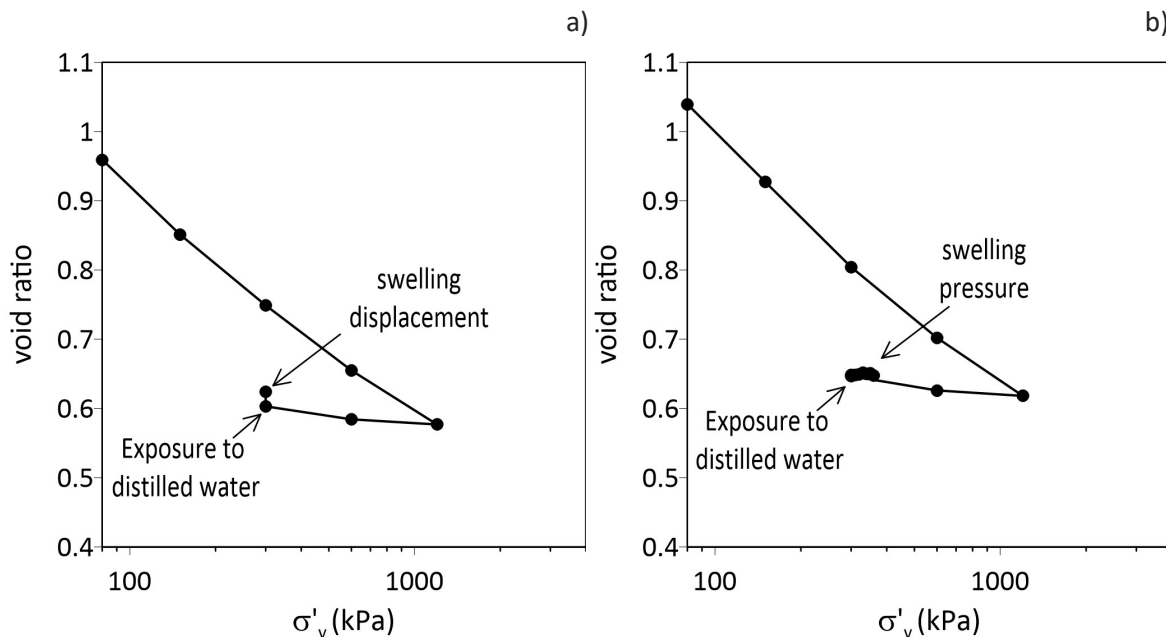 a)
1.1
1
0.9
0.8
0.7
0.6
0.5
0.4
void ratio
swelling
displacement
Exposure to
distilled water
100
1000
σ'v (kPa)
b)
1.1
1
0.9
0.8
0.7
0.6
0.5
0.4
void ratio
swelling
pressure
Exposure to
distilled water
100
1000
σ'v (kPa)